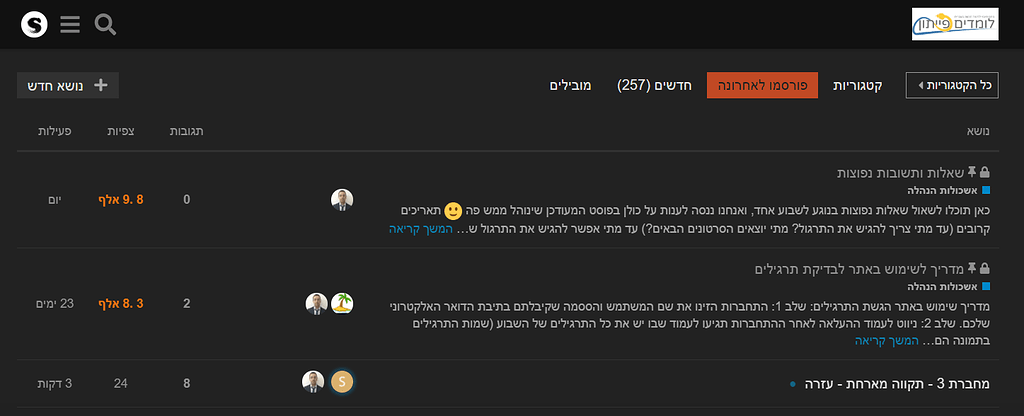 S
לומדים פייתון
כל הקטגוריות
קטגוריות
פורסמו לאחרונה
חדשים (257)
מובילים
נושא חדש
נושא
תגובות
צפיות
פעילות
שאלות ותשובות נפוצות
אשכולות הנהלה
כאן תוכלו לשאול שאלות נפוצות בנוגע לשבוע אחד, ואנחנו ננסה לענות על כולן בפוסט המעודכן שינוהל ממש פה 🙂 תאריכים
קרובים (עד מתי צריך להגיש את התרגול? מתי יוצאים הסרטונים הבאים?) עד מתי אפשר להגיש את התרגול ש… המשך קריאה
0
9. 8 אלף
יום
מדריך לשימוש באתר לבדיקת תרגילים
אשכולות הנהלה
מדריך שימוש באתר הגשת התרגילים: שלב 1: התחברות הזינו את שם המשתמש והססמה שקיבלתם בתיבת הדואר האלקטרוני
שלכם. שלב 2: ניווט לעמוד ההעלאה לאחר ההתחברות תגיעו לעמוד שבו יש את כל התרגילים של השבוע (שמות התרגילים
בתמונה הם… המשך קריאה
2
8. 3 אלף
23 ימים
מחברת 3 - תקווה מארחת - עזרה
S
8
24
3 דקות